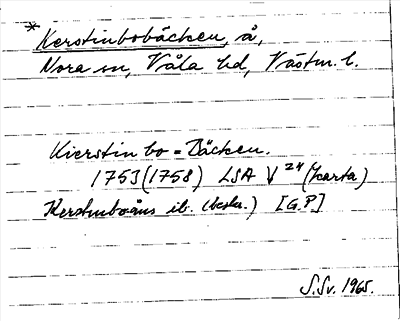 * Kerstinbobäcken, å,
Nora sn, Våla hd, Västm. l.
Kierstin bo = Bäcken.
1753 (1758) LSA V 24 (karta)
Kerstinboåns ib. (beskr.) [G.P]
S.Sv. 1965.